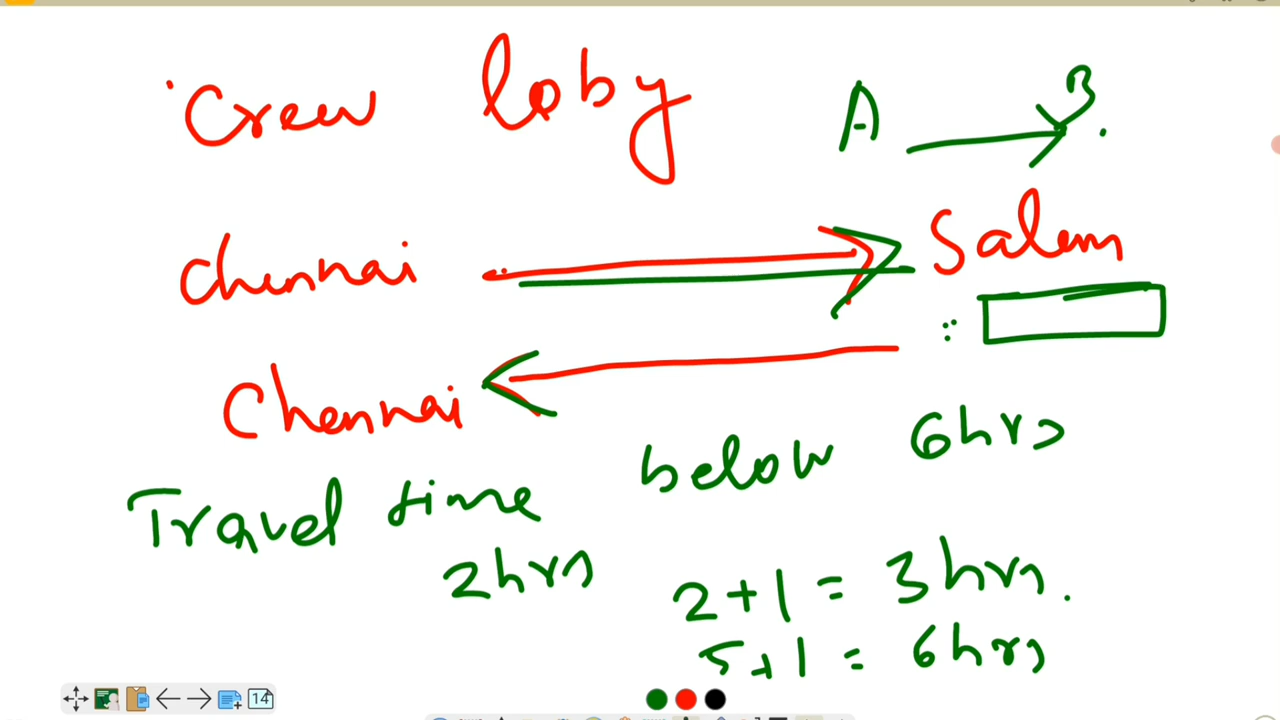 Crew loby
A → B.
Chennai → Salem
Chennai ←
below 6hrs
Travel time
2hrs
2+1 = 3hrs.
5+1 = 6hrs
14